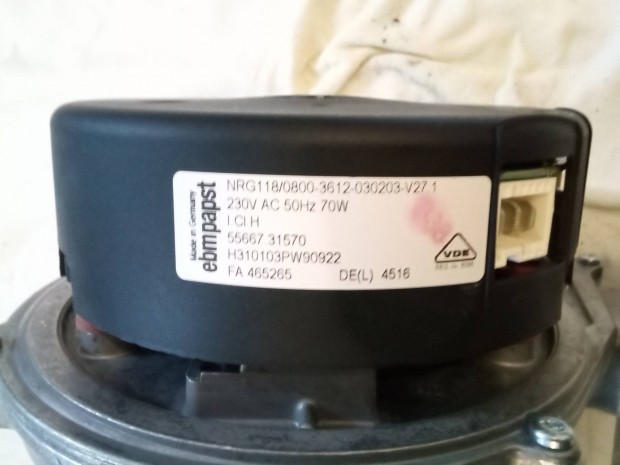 Made in Germany
ebmpapst
NRG118/0800-3612-030203-V27.1
230V AC 50Hz 70W
I.Cl H
55667 31570
H310103PW90922
FA 465265 DE(L) 4516
VDE